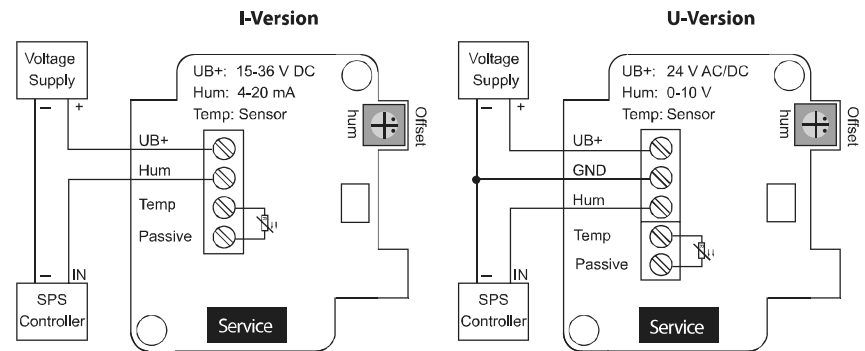 I-Version
Voltage
Supply
–
+
UB+: 15-36 V DC
Hum: 4-20 mA
Temp: Sensor
Offset
hum
UB+
Hum
Temp
Passive
–
IN
SPS
Controller
Service
U-Version
Voltage
Supply
–
+
UB+: 24 V AC/DC
Hum: 0-10 V
Temp: Sensor
Offset
hum
UB+
GND
Hum
Temp
Passive
–
IN
SPS
Controller
Service